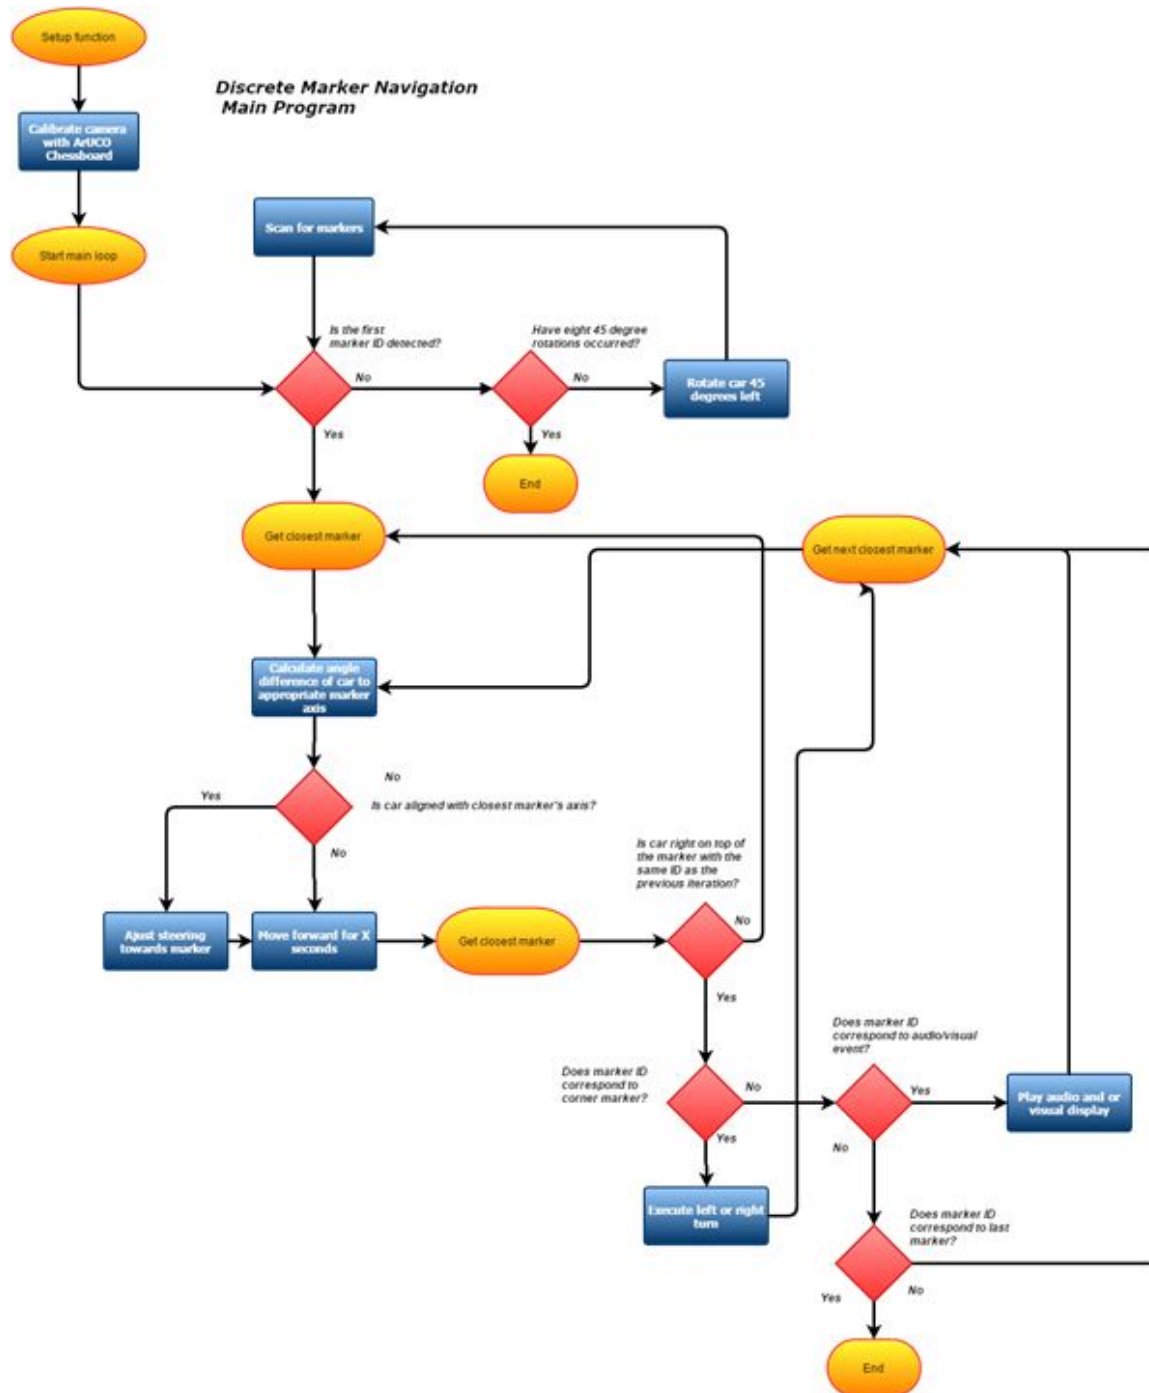 Setup function
Discrete Marker Navigation
Main Program
Calibrate camera
with ArUCO
Chessboard
Start main loop
Scan for markers
Is the first
marker ID detected?
Have eight 45 degree
rotations occurred?
No
No
Rotate car 45
degrees left
Yes
Yes
End
Get closest marker
Get next closest marker
Calculate angle
difference of car to
appropriate marker
axis
No
Yes
Is car aligned with closest marker's axis?
No
Is car right on top of
the marker with the
same ID as the
previous iteration?
No
Ajust steering
towards marker
Move forward for X
seconds
Get closest marker
Yes
Does marker ID
correspond to audio/visual
event?
Does marker ID
correspond to
corner marker?
No
Yes
Play audio and or
visual display
Yes
No
Execute left or right
turn
Does marker ID
correspond to last
marker?
Yes
No
End